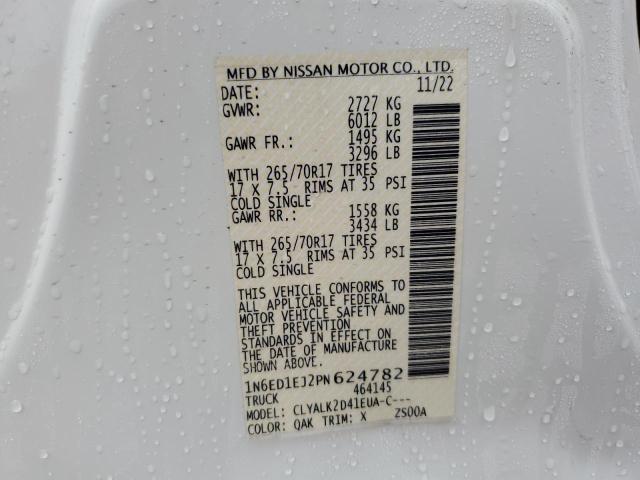 MFD BY NISSAN MOTOR CO., LTD.
DATE: 11/22
GVWR: 2727 KG
6012 LB
GAWR FR.: 1495 KG
3296 LB
WITH 265/70R17 TIRES
17 X 7.5 RIMS AT 35 PSI
COLD SINGLE
GAWR RR.: 1558 KG
3434 LB
WITH 265/70R17 TIRES
17 X 7.5 RIMS AT 35 PSI
COLD SINGLE
THIS VEHICLE CONFORMS TO
ALL APPLICABLE FEDERAL
MOTOR VEHICLE SAFETY AND
THEFT PREVENTION
STANDARDS IN EFFECT ON
THE DATE OF MANUFACTURE
SHOWN ABOVE.
1N6ED1EJ2PN624782
TRUCK 464145
MODEL: CLYALK2D41EUA-C---
COLOR: QAK TRIM: X ZS00A